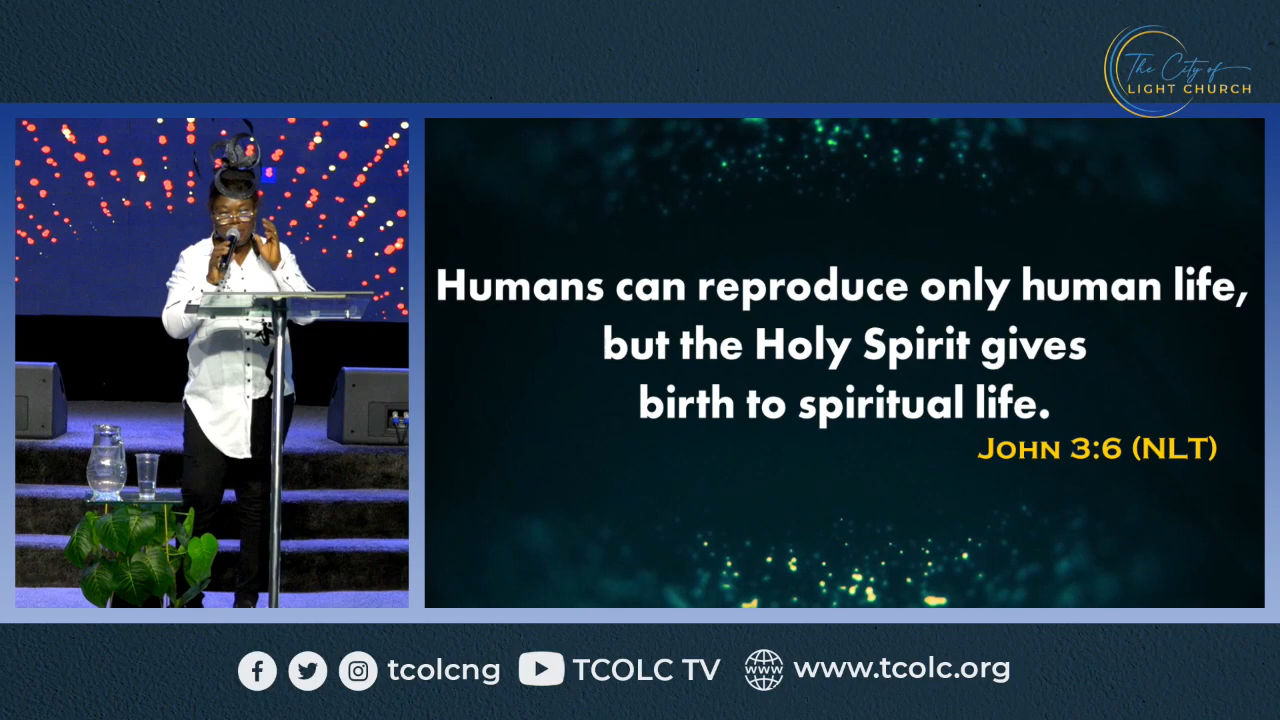 The City of
LIGHT CHURCH
Humans can reproduce only human life,
but the Holy Spirit gives
birth to spiritual life.
John 3:6 (NLT)
tcolcng
TCOLC TV
www
www.tcolc.org